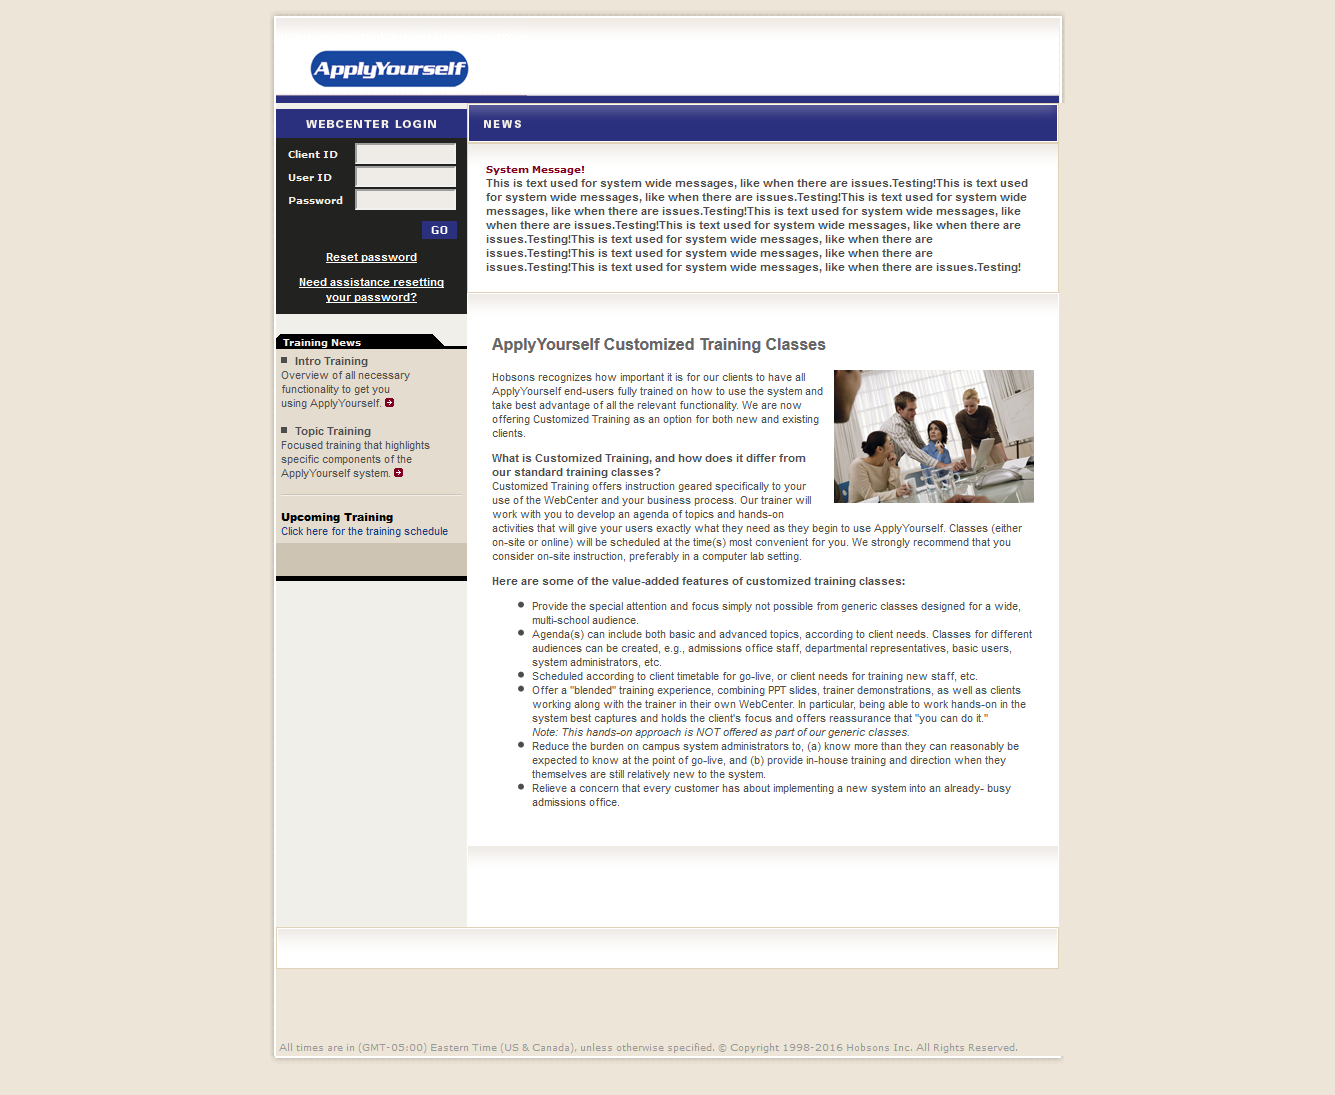 ApplyYourself
WEBCENTER LOGIN
Client ID
User ID
Password
GO
Reset password
Need assistance resetting
your password?
Training News
Intro Training
Overview of all necessary
functionality to get you
using ApplyYourself.
Topic Training
Focused training that highlights
specific components of the
ApplyYourself system.
Upcoming Training
Click here for the training schedule
NEWS
System Message!
This is text used for system wide messages, like when there are issues.Testing!This is text used
for system wide messages, like when there are issues.Testing!This is text used for system wide
messages, like when there are issues.Testing!This is text used for system wide messages, like
when there are issues.Testing!This is text used for system wide messages, like when there are
issues.Testing!This is text used for system wide messages, like when there are
issues.Testing!This is text used for system wide messages, like when there are
issues.Testing!This is text used for system wide messages, like when there are issues.Testing!
ApplyYourself Customized Training Classes
Hobsons recognizes how important it is for our clients to have all
ApplyYourself end-users fully trained on how to use the system and
take best advantage of all the relevant functionality. We are now
offering Customized Training as an option for both new and existing
clients.
What is Customized Training, and how does it differ from
our standard training classes?
Customized Training offers instruction geared specifically to your
use of the WebCenter and your business process. Our trainer will
work with you to develop an agenda of topics and hands-on
activities that will give your users exactly what they need as they begin to use ApplyYourself. Classes (either
on-site or online) will be scheduled at the time(s) most convenient for you. We strongly recommend that you
consider on-site instruction, preferably in a computer lab setting.
Here are some of the value-added features of customized training classes:
Provide the special attention and focus simply not possible from generic classes designed for a wide,
multi-school audience.
Agenda(s) can include both basic and advanced topics, according to client needs. Classes for different
audiences can be created, e.g., admissions office staff, departmental representatives, basic users,
system administrators, etc.
Scheduled according to client timetable for go-live, or client needs for training new staff, etc.
Offer a "blended" training experience, combining PPT slides, trainer demonstrations, as well as clients
working along with the trainer in their own WebCenter. In particular, being able to work hands-on in the
system best captures and holds the client's focus and offers reassurance that "you can do it."
Note: This hands-on approach is NOT offered as part of our generic classes.
Reduce the burden on campus system administrators to, (a) know more than they can reasonably be
expected to know at the point of go-live, and (b) provide in-house training and direction when they
themselves are still relatively new to the system.
Relieve a concern that every customer has about implementing a new system into an already- busy
admissions office.
All times are in (GMT-05:00) Eastern Time (US & Canada), unless otherwise specified. © Copyright 1998-2016 Hobsons Inc. All Rights Reserved.